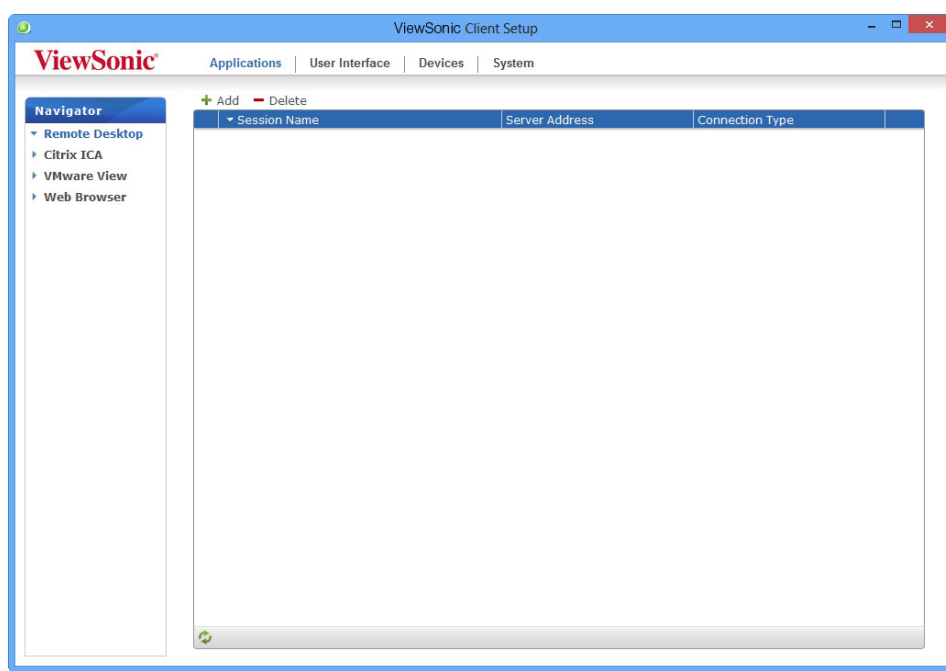 ViewSonic Client Setup
ViewSonic®
Applications User Interface Devices System
Navigator
Remote Desktop
Citrix ICA
VMware View
Web Browser
Add Delete
Session Name Server Address Connection Type